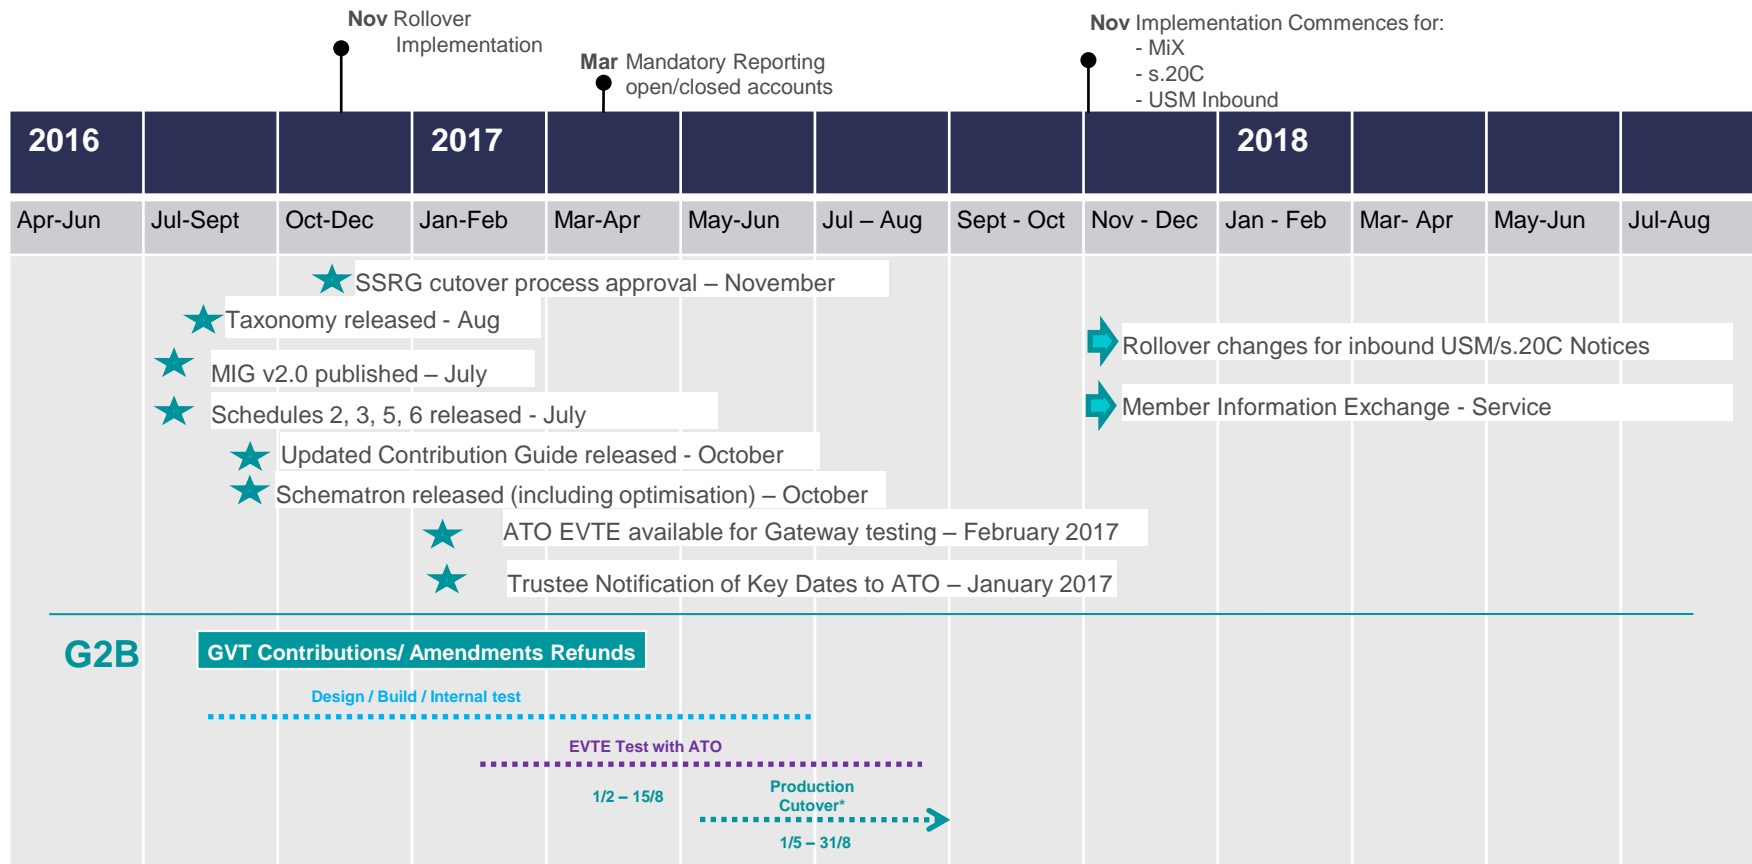 Nov Rollover
Implementation
Mar Mandatory Reporting
open/closed accounts
Nov Implementation Commences for:
- MiX
- s.20C
- USM Inbound
2016
2017
2018
Apr-Jun
Jul-Sept
Oct-Dec
Jan-Feb
Mar-Apr
May-Jun
Jul – Aug
Sept - Oct
Nov - Dec
Jan - Feb
Mar- Apr
May-Jun
Jul-Aug
SSRG cutover process approval – November
Taxonomy released - Aug
MIG v2.0 published – July
Schedules 2, 3, 5, 6 released - July
Updated Contribution Guide released - October
Schematron released (including optimisation) – October
ATO EVTE available for Gateway testing – February 2017
Trustee Notification of Key Dates to ATO – January 2017
Rollover changes for inbound USM/s.20C Notices
Member Information Exchange - Service
G2B
GVT Contributions/ Amendments Refunds
Design / Build / Internal test
EVTE Test with ATO
1/2 – 15/8
Production
Cutover*
1/5 – 31/8